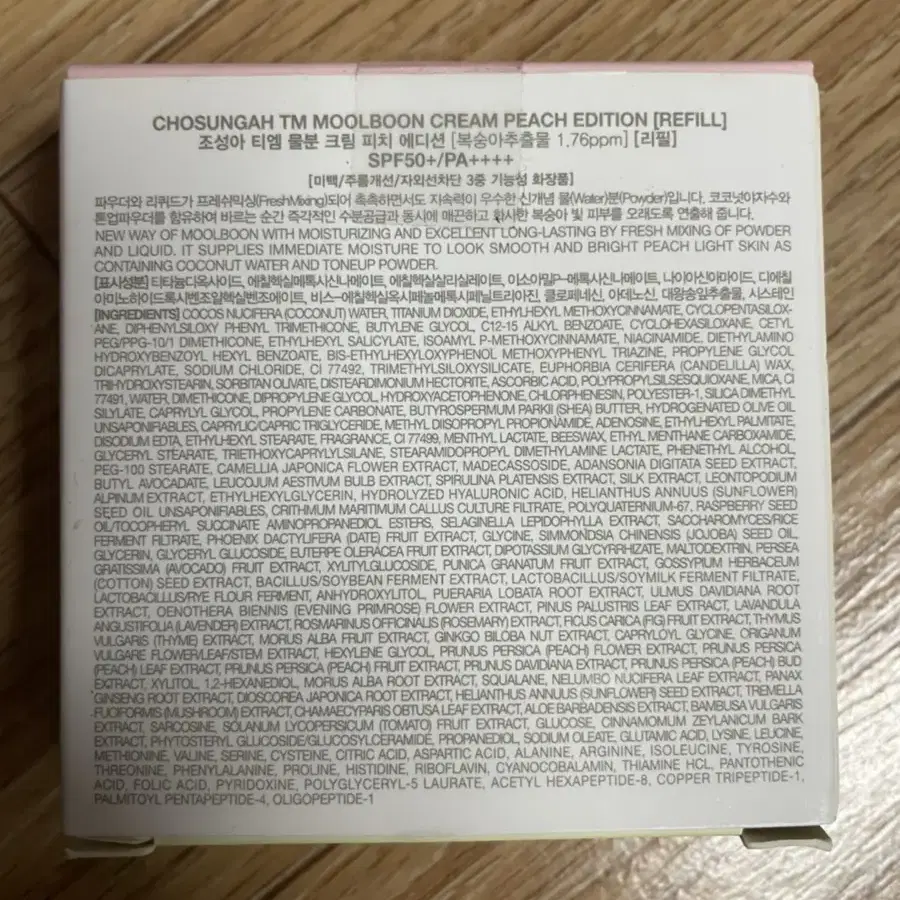 CHOSUNGAH TM MOOLBOON CREAM PEACH EDITION [REFILL]
조성아 티엠 물분 크림 피치 에디션 [복숭아추출물 1.76ppm] [리필]
SPF50+/PA++++
[미백/주름개선/자외선차단 3중 기능성 화장품]
파우더와 리퀴드가 프레쉬믹싱(FreshMixing)되어 촉촉하면서도 지속력이 우수한 신개념 물(Water)분(Powder)입니다. 코코넛야자수와
톤업파우더를 함유하여 바르는 순간 즉각적인 수분공급과 동시에 매끈하고 화사한 복숭아 빛 피부를 오래도록 연출해 줍니다.
NEW WAY OF MOOLBOON WITH MOISTURIZING AND EXCELLENT LONG-LASTING BY FRESH MIXING OF POWDER
AND LIQUID. IT SUPPLIES IMMEDIATE MOISTURE TO LOOK SMOOTH AND BRIGHT PEACH LIGHT SKIN AS
CONTAINING COCONUT WATER AND TONEUP POWDER.
[표시성분] 티타늄디옥사이드, 에칠헥실메톡시신나메이트, 에칠헥실살리실레이트, 이소아밀P-메톡시신나메이트, 나이아신아마이드, 디에칠
아미노하이드록시벤조일헥실벤조에이트, 비스-에칠헥실옥시페놀메톡시페닐트리아진, 클로페네신, 아데노신, 대왕송잎추출물, 시스테인
[INGREDIENTS] COCOS NUCIFERA (COCONUT) WATER, TITANIUM DIOXIDE, ETHYLHEXYL METHOXYCINNAMATE, CYCLOPENTASILOX-
ANE, DIPHENYLSILOXY PHENYL TRIMETHICONE, BUTYLENE GLYCOL, C12-15 ALKYL BENZOATE, CYCLOHEXASILOXANE, CETYL
PEG/PPG-10/1 DIMETHICONE, ETHYLHEXYL SALICYLATE, ISOAMYL P-METHOXYCINNAMATE, NIACINAMIDE, DIETHYLAMINO
HYDROXYBENZOYL HEXYL BENZOATE, BIS-ETHYLHEXYLOXYPHENOL METHOXYPHENYL TRIAZINE, PROPYLENE GLYCOL
DICAPRYLATE, SODIUM CHLORIDE, CI 77492, TRIMETHYLSILOXYSILICATE, EUPHORBIA CERIFERA (CANDELILLA) WAX,
TRIHYDROXYSTEARIN, SORBITAN OLIVATE, DISTEARDIMONIUM HECTORITE, ASCORBIC ACID, POLYPROPYLSILSESQUIOXANE, MICA, CI
77491, WATER, DIMETHICONE, DIPROPYLENE GLYCOL, HYDROXYACETOPHENONE, CHLORPHENESIN, POLYESTER-1, SILICA DIMETHYL
SILYLATE, CAPRYLYL GLYCOL, PROPYLENE CARBONATE, BUTYROSPERMUM PARKII (SHEA) BUTTER, HYDROGENATED OLIVE OIL
UNSAPONIFIABLES, CAPRYLIC/CAPRIC TRIGLYCERIDE, METHYL DIISOPROPYL PROPIONAMIDE, ADENOSINE, ETHYLHEXYL PALMITATE,
DISODIUM EDTA, ETHYLHEXYL STEARATE, FRAGRANCE, CI 77499, MENTHYL LACTATE, BEESWAX, ETHYL MENTHANE CARBOXAMIDE,
GLYCERYL STEARATE, TRIETHOXYCAPRYLYLSILANE, STEARAMIDOPROPYL DIMETHYLAMINE LACTATE, PHENETHYL ALCOHOL,
PEG-100 STEARATE, CAMELLIA JAPONICA FLOWER EXTRACT, MADECASSOSIDE, ADANSONIA DIGITATA SEED EXTRACT,
BUTYL AVOCADATE, LEUCOJUM AESTIVUM BULB EXTRACT, SPIRULINA PLATENSIS EXTRACT, SILK EXTRACT, LEONTOPODIUM
ALPINUM EXTRACT, ETHYLHEXYLGLYCERIN, HYDROLYZED HYALURONIC ACID, HELIANTHUS ANNUUS (SUNFLOWER)
SEED OIL UNSAPONIFIABLES, CRITHMUM MARITIMUM CALLUS CULTURE FILTRATE, POLYQUATERNIUM-67, RASPBERRY SEED
OIL/TOCOPHERYL SUCCINATE AMINOPROPANEDIOL ESTERS, SELAGINELLA LEPIDOPHYLLA EXTRACT, SACCHAROMYCES/RICE
FERMENT FILTRATE, PHOENIX DACTYLIFERA (DATE) FRUIT EXTRACT, GLYCINE, SIMMONDSIA CHINENSIS (JOJOBA) SEED OIL,
GLYCERIN, GLYCERYL GLUCOSIDE, EUTERPE OLERACEA FRUIT EXTRACT, DIPOTASSIUM GLYCYRRHIZATE, MALTODEXTRIN, PERSEA
GRATISSIMA (AVOCADO) FRUIT EXTRACT, XYLITYLGLUCOSIDE, PUNICA GRANATUM FRUIT EXTRACT, GOSSYPIUM HERBACEUM
(COTTON) SEED EXTRACT, BACILLUS/SOYBEAN FERMENT EXTRACT, LACTOBACILLUS/SOYMILK FERMENT FILTRATE,
LACTOBACILLUS/RYE FLOUR FERMENT, ANHYDROXYLITOL, PUERARIA LOBATA ROOT EXTRACT, ULMUS DAVIDIANA ROOT
EXTRACT, OENOTHERA BIENNIS (EVENING PRIMROSE) FLOWER EXTRACT, PINUS PALUSTRIS LEAF EXTRACT, LAVANDULA
ANGUSTIFOLIA (LAVENDER) EXTRACT, ROSMARINUS OFFICINALIS (ROSEMARY) EXTRACT, FICUS CARICA (FIG) FRUIT EXTRACT, THYMUS
VULGARIS (THYME) EXTRACT, MORUS ALBA FRUIT EXTRACT, GINKGO BILOBA NUT EXTRACT, CAPRYLOYL GLYCINE, ORIGANUM
VULGARE FLOWER/LEAF/STEM EXTRACT, HEXYLENE GLYCOL, PRUNUS PERSICA (PEACH) FLOWER EXTRACT, PRUNUS PERSICA
(PEACH) LEAF EXTRACT, PRUNUS PERSICA (PEACH) FRUIT EXTRACT, PRUNUS DAVIDIANA EXTRACT, PRUNUS PERSICA (PEACH) BUD
EXTRACT, XYLITOL, 1,2-HEXANEDIOL, MORUS ALBA ROOT EXTRACT, SQUALANE, NELUMBO NUCIFERA LEAF EXTRACT, PANAX
GINSENG ROOT EXTRACT, DIOSCOREA JAPONICA ROOT EXTRACT, HELIANTHUS ANNUUS (SUNFLOWER) SEED EXTRACT, TREMELLA
FUCIFORMIS (MUSHROOM) EXTRACT, CHAMAECYPARIS OBTUSA LEAF EXTRACT, ALOE BARBADENSIS EXTRACT, BAMBUSA VULGARIS
EXTRACT, SARCOSINE, SOLANUM LYCOPERSICUM (TOMATO) FRUIT EXTRACT, GLUCOSE, CINNAMOMUM ZEYLANICUM BARK
EXTRACT, PHYTOSTERYL GLUCOSIDE/GLUCOSYLCERAMIDE, PROPANEDIOL, SODIUM OLEATE, GLUTAMIC ACID, LYSINE, LEUCINE,
METHIONINE, VALINE, SERINE, CYSTEINE, CITRIC ACID, ASPARTIC ACID, ALANINE, ARGININE, ISOLEUCINE, TYROSINE,
THREONINE, PHENYLALANINE, PROLINE, HISTIDINE, RIBOFLAVIN, CYANOCOBALAMIN, THIAMINE HCL, PANTOTHENIC
ACID, FOLIC ACID, PYRIDOXINE, POLYGLYCERYL-5 LAURATE, ACETYL HEXAPEPTIDE-8, COPPER TRIPEPTIDE-1,
PALMITOYL PENTAPEPTIDE-4, OLIGOPEPTIDE-1